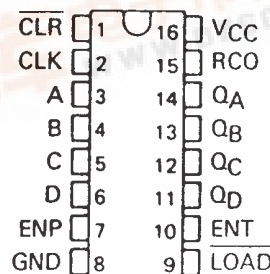 CLR 1 16 VCC
CLK 2 15 RCO
A 3 14 QA
B 4 13 QB
C 5 12 QC
D 6 11 QD
ENP 7 10 ENT
GND 8 9 LOAD